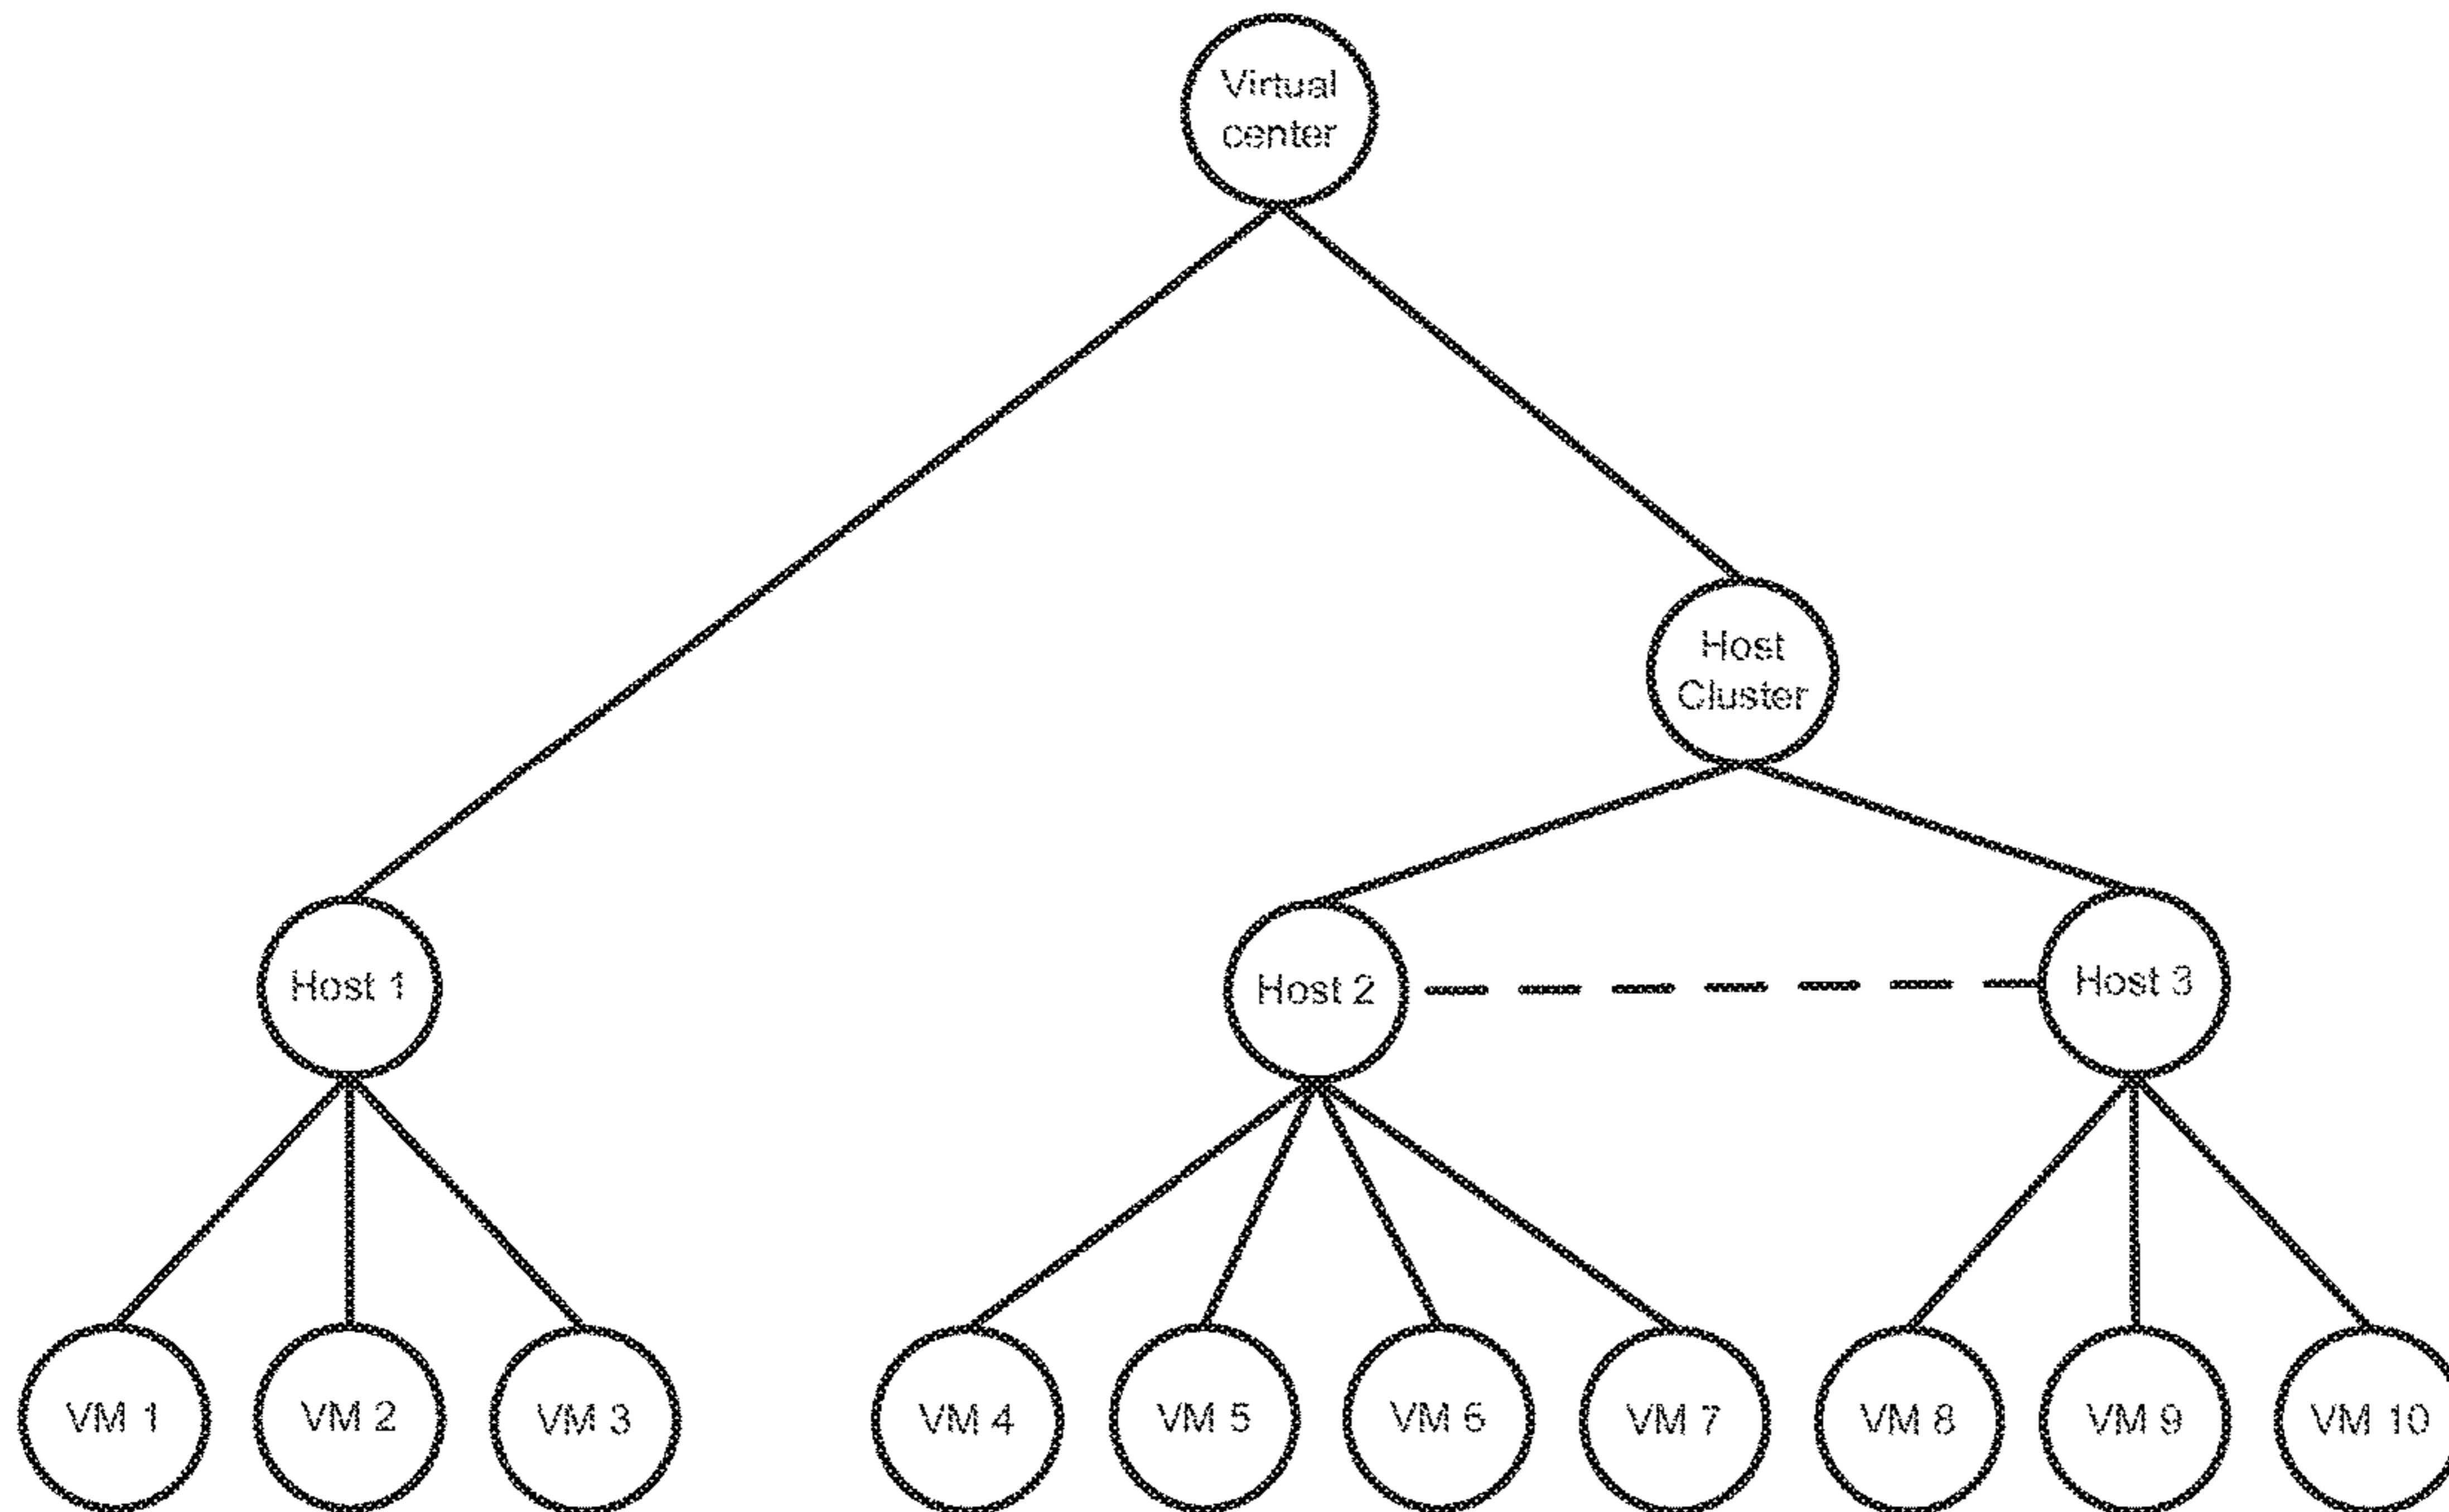 Virtual
center
Host
Cluster
Host 1
Host 2
Host 3
VM 1
VM 2
VM 3
VM 4
VM 5
VM 6
VM 7
VM 8
VM 9
VM 10